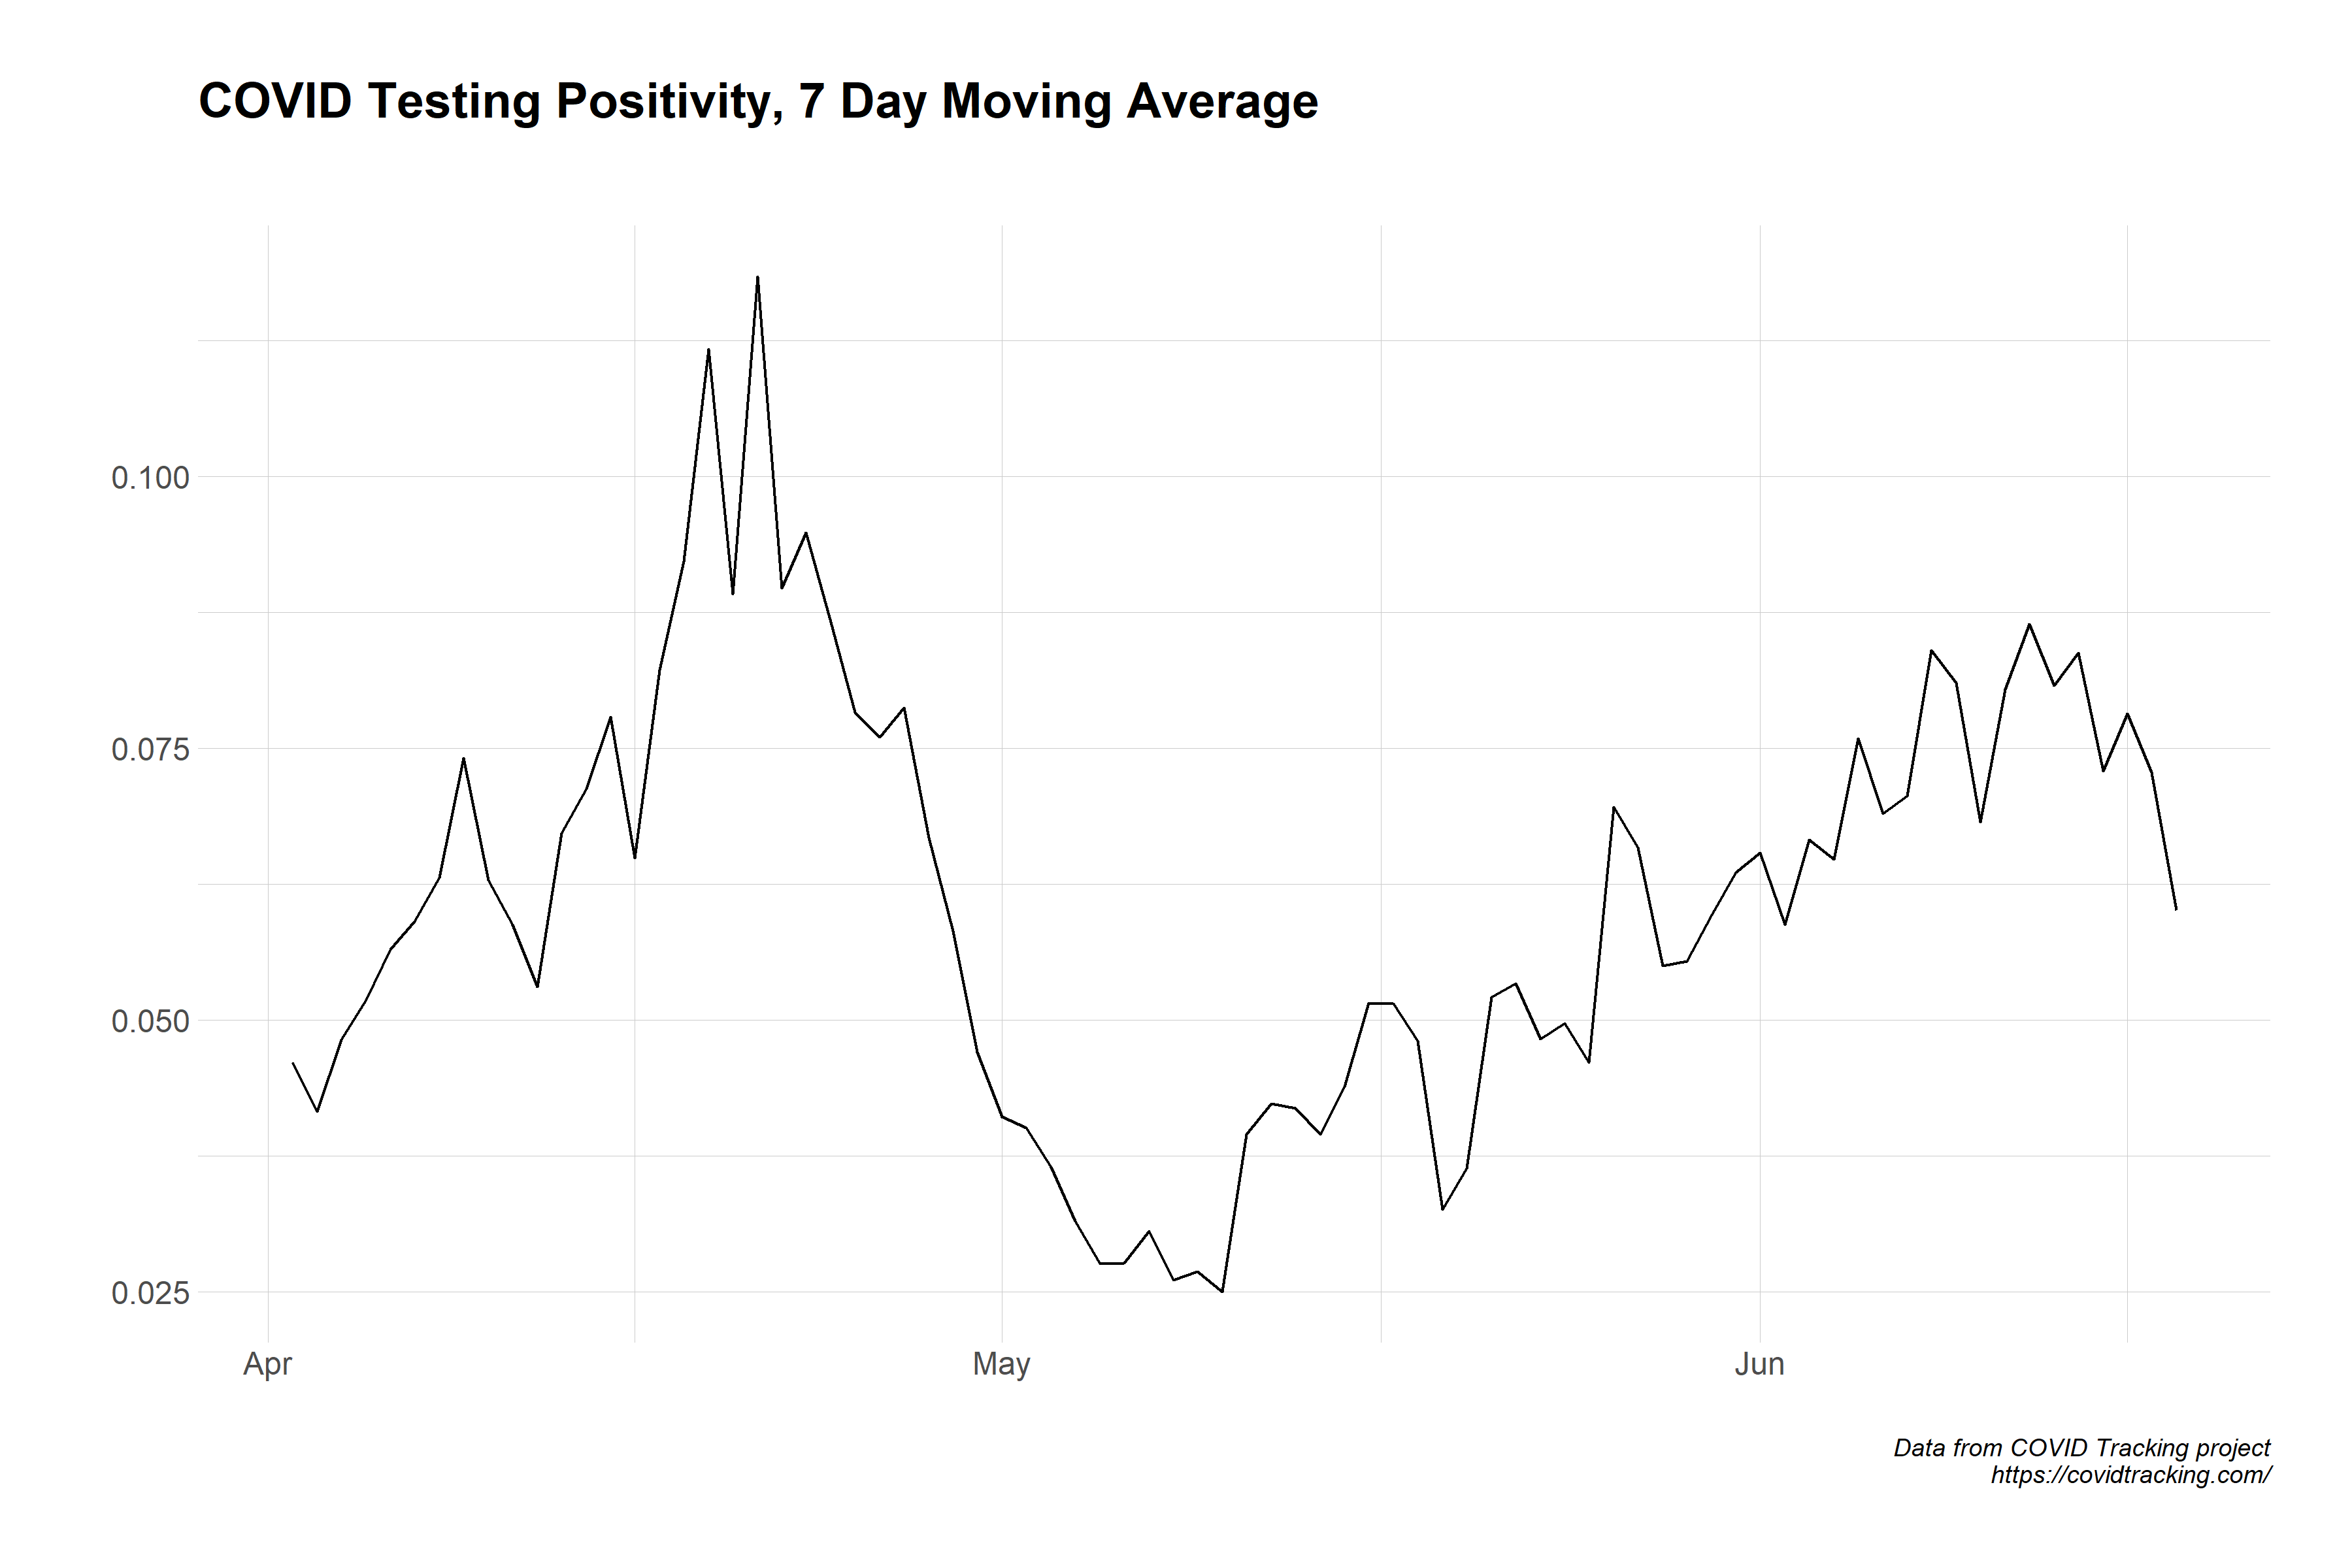 COVID Testing Positivity, 7 Day Moving Average
0.100
0.075
0.050
0.025
Apr May Jun
Data from COVID Tracking project
https://covidtracking.com/